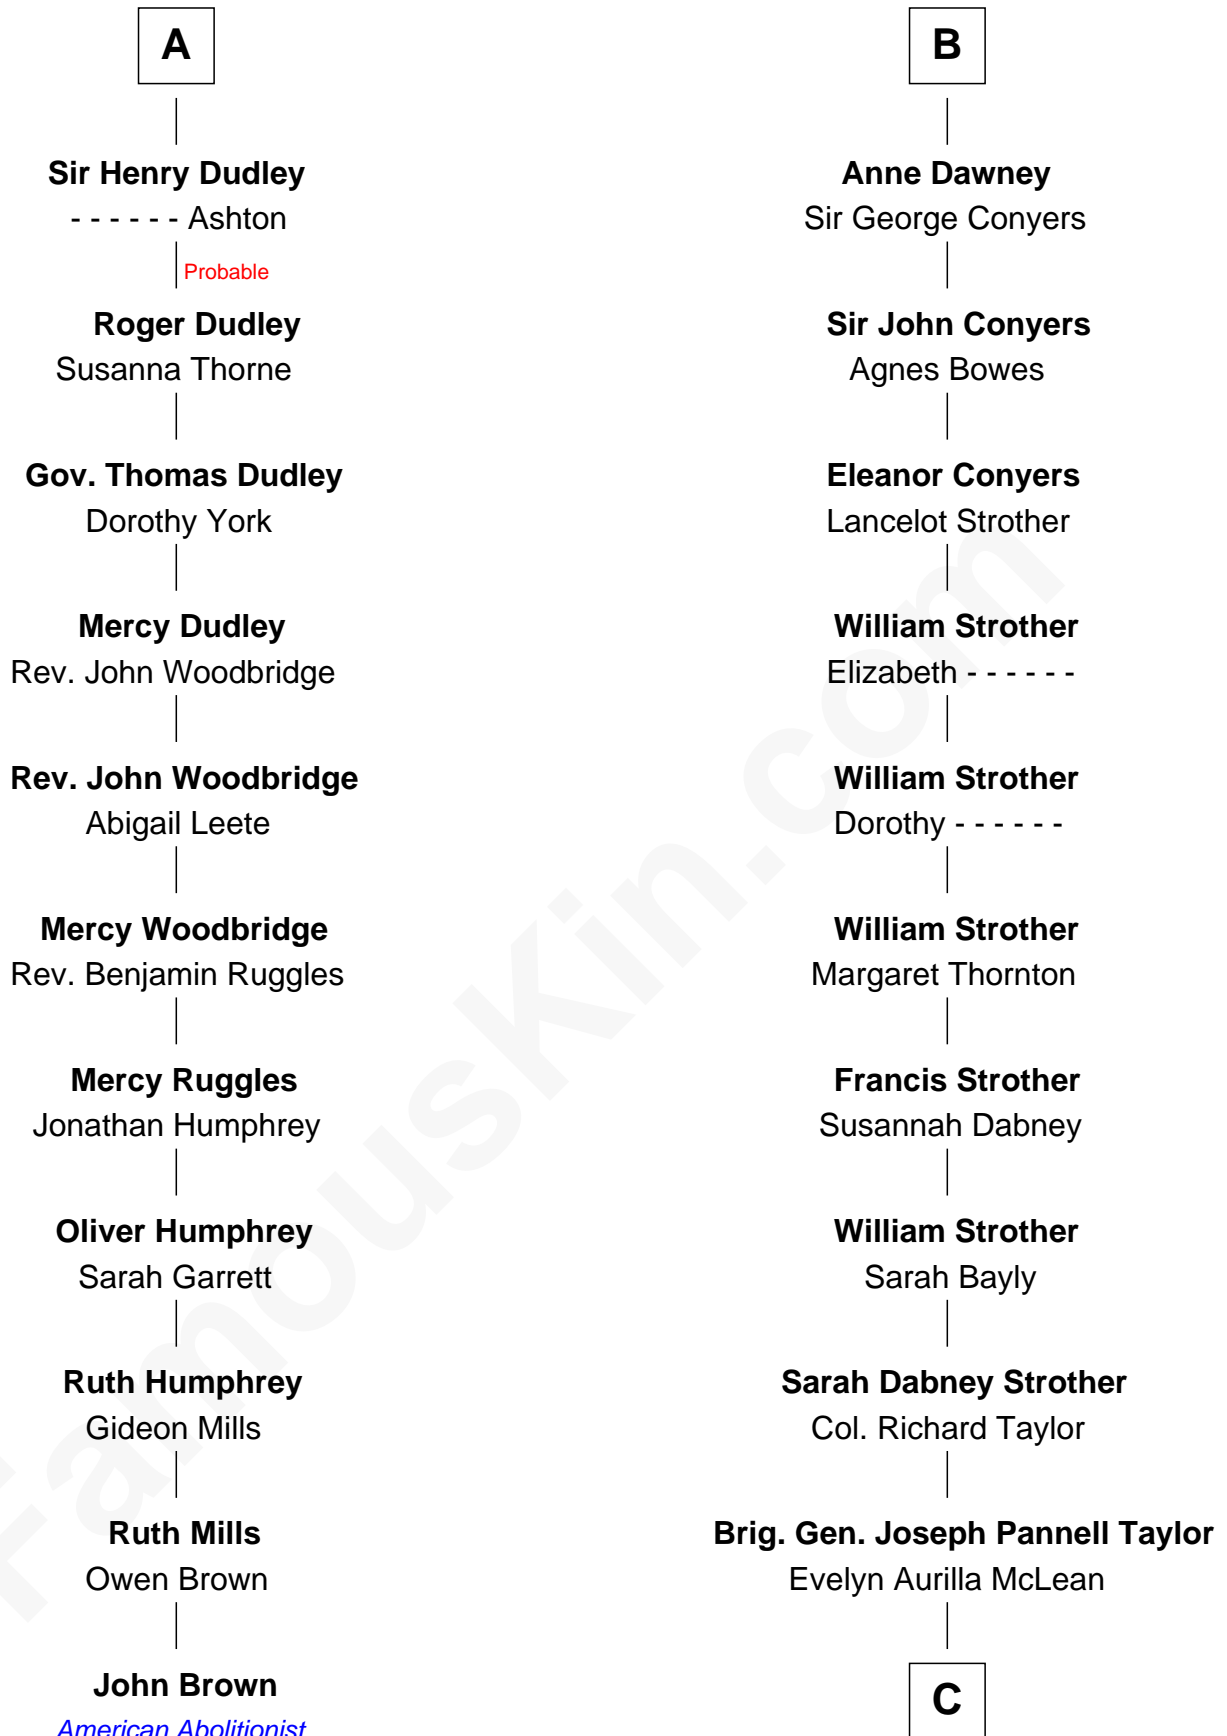 A
Sir Henry Dudley
- - - - - - Ashton
Probable
Roger Dudley
Susanna Thorne
Gov. Thomas Dudley
Dorothy York
Mercy Dudley
Rev. John Woodbridge
Rev. John Woodbridge
Abigail Leete
Mercy Woodbridge
Rev. Benjamin Ruggles
Mercy Ruggles
Jonathan Humphrey
Oliver Humphrey
Sarah Garrett
Ruth Humphrey
Gideon Mills
Ruth Mills
Owen Brown
John Brown
American Abolitionist
B
Anne Dawney
Sir George Conyers
Sir John Conyers
Agnes Bowes
Eleanor Conyers
Lancelot Strother
William Strother
Elizabeth - - - - - -
William Strother
Dorothy - - - - - -
William Strother
Margaret Thornton
Francis Strother
Susannah Dabney
William Strother
Sarah Bayly
Sarah Dabney Strother
Col. Richard Taylor
Brig. Gen. Joseph Pannell Taylor
Evelyn Aurilla McLean
C
FamousKin.com